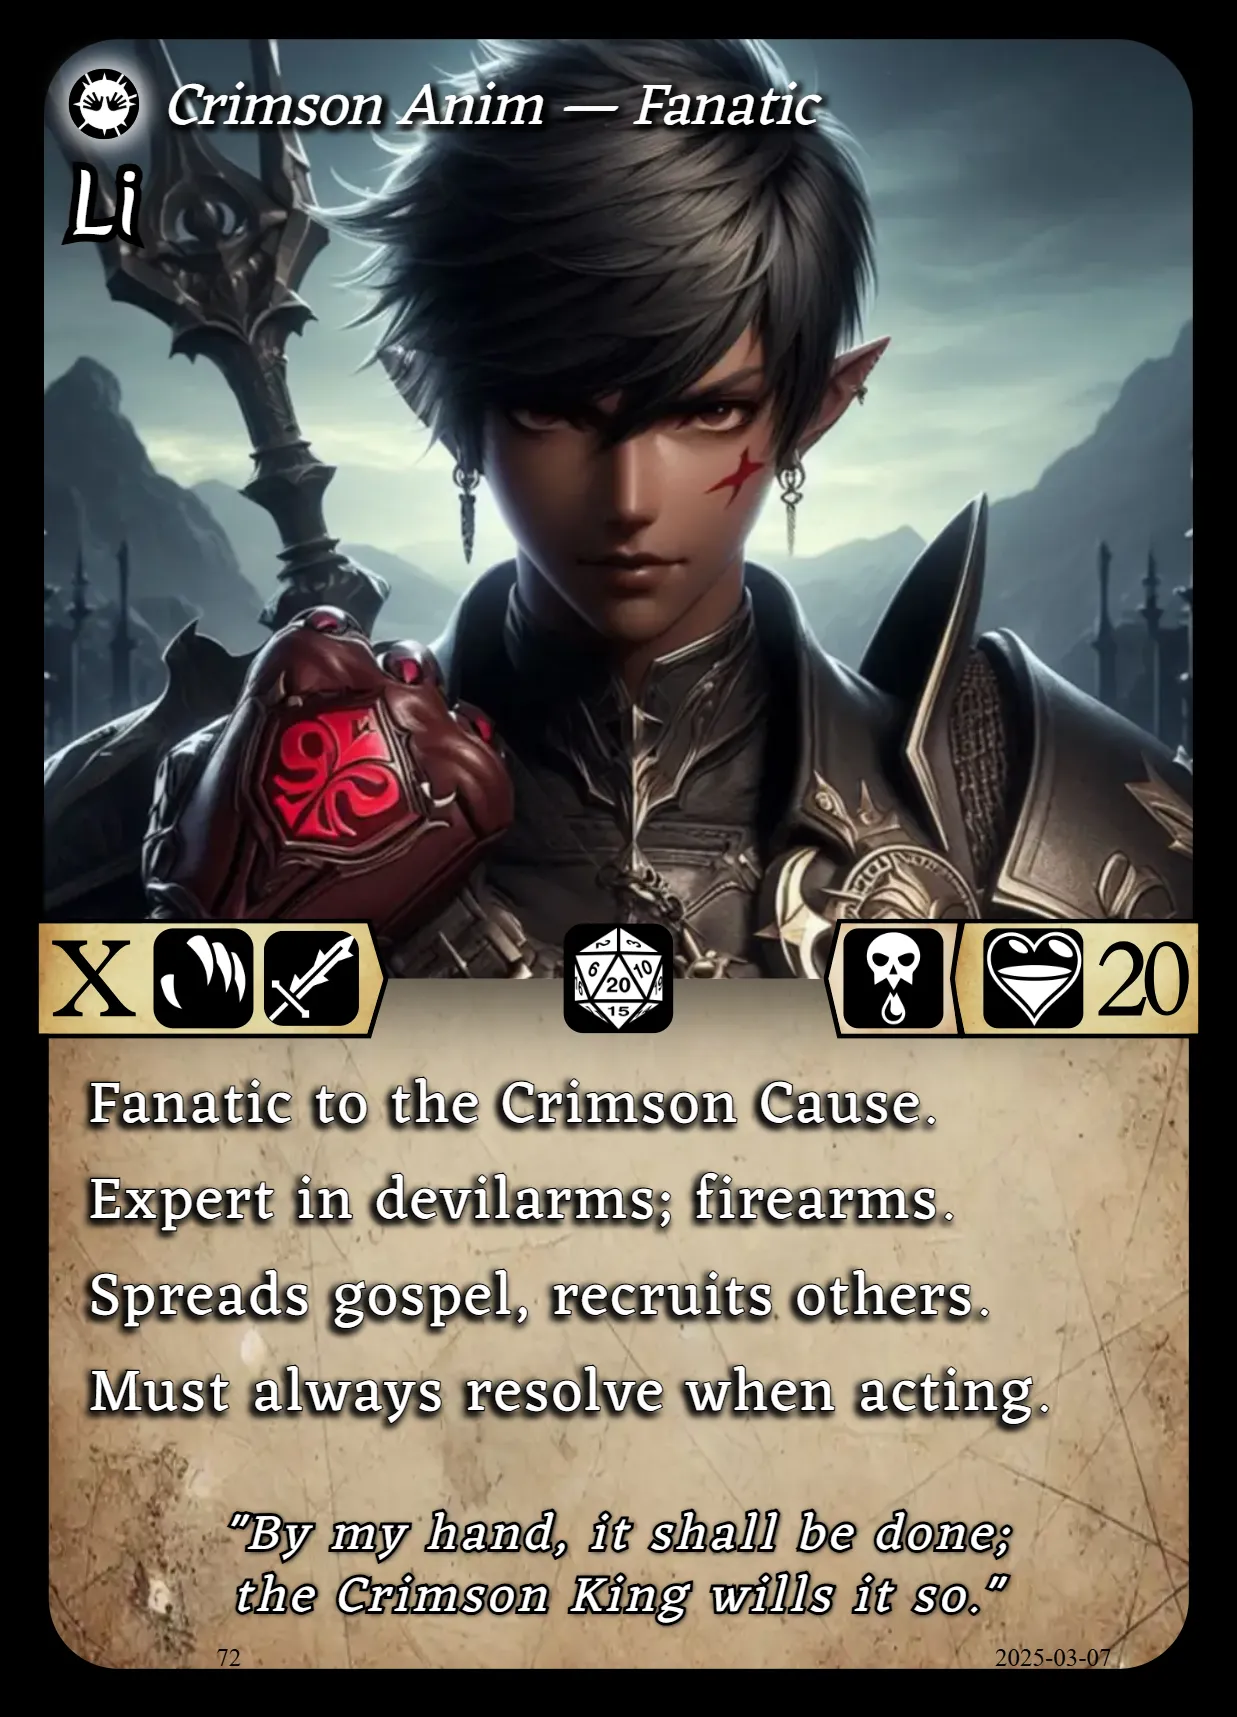 Crimson Anim — Fanatic
Li
X
20
2
3
6
20
10
15
Fanatic to the Crimson Cause.
Expert in devilarms; firearms.
Spreads gospel, recruits others.
Must always resolve when acting.
"By my hand, it shall be done;
the Crimson King wills it so."
72
2025-03-07